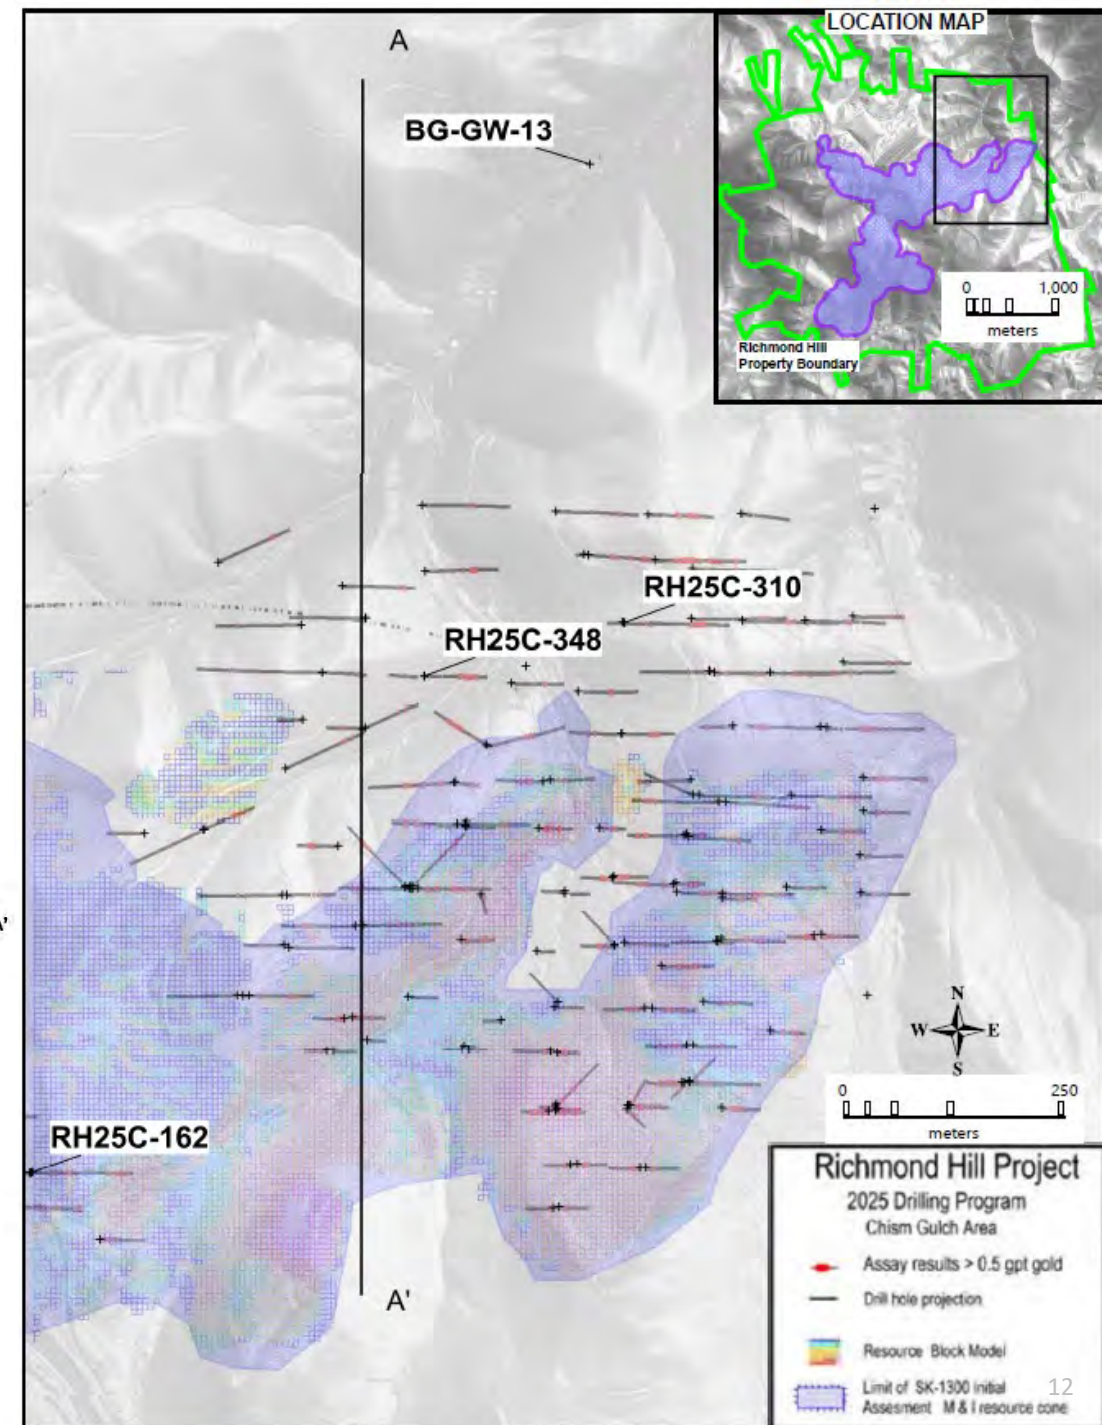 LOCATION MAP
A
BG-GW-13
0 1,000
meters
Richmond Hill
Property Boundary
RH25C-310
RH25C-348
A'
N
W E
S
0 250
meters
RH25C-162
A'
Richmond Hill Project
2025 Drilling Program
Chism Gulch Area
Assay results > 0.5 gpt gold
Drill hole projection
Resource Block Model
Limit of SK-1300 initial
Assesment M & I resource cone
12